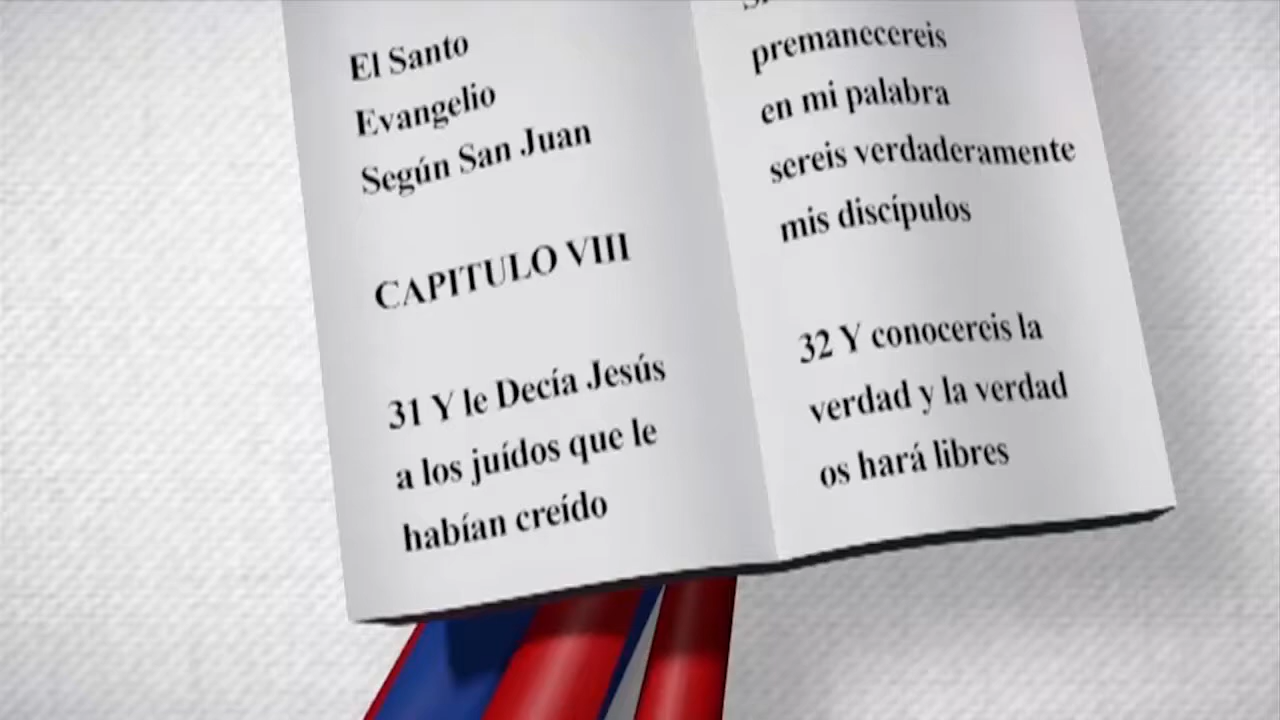 El Santo
Evangelio
Según San Juan
CAPITULO VIII
31 Y le Decía Jesús
a los juídos que le
habían creído
premanecereis
en mi palabra
sereis verdaderamente
mis discípulos
32 Y conocereis la
verdad y la verdad
os hará libres